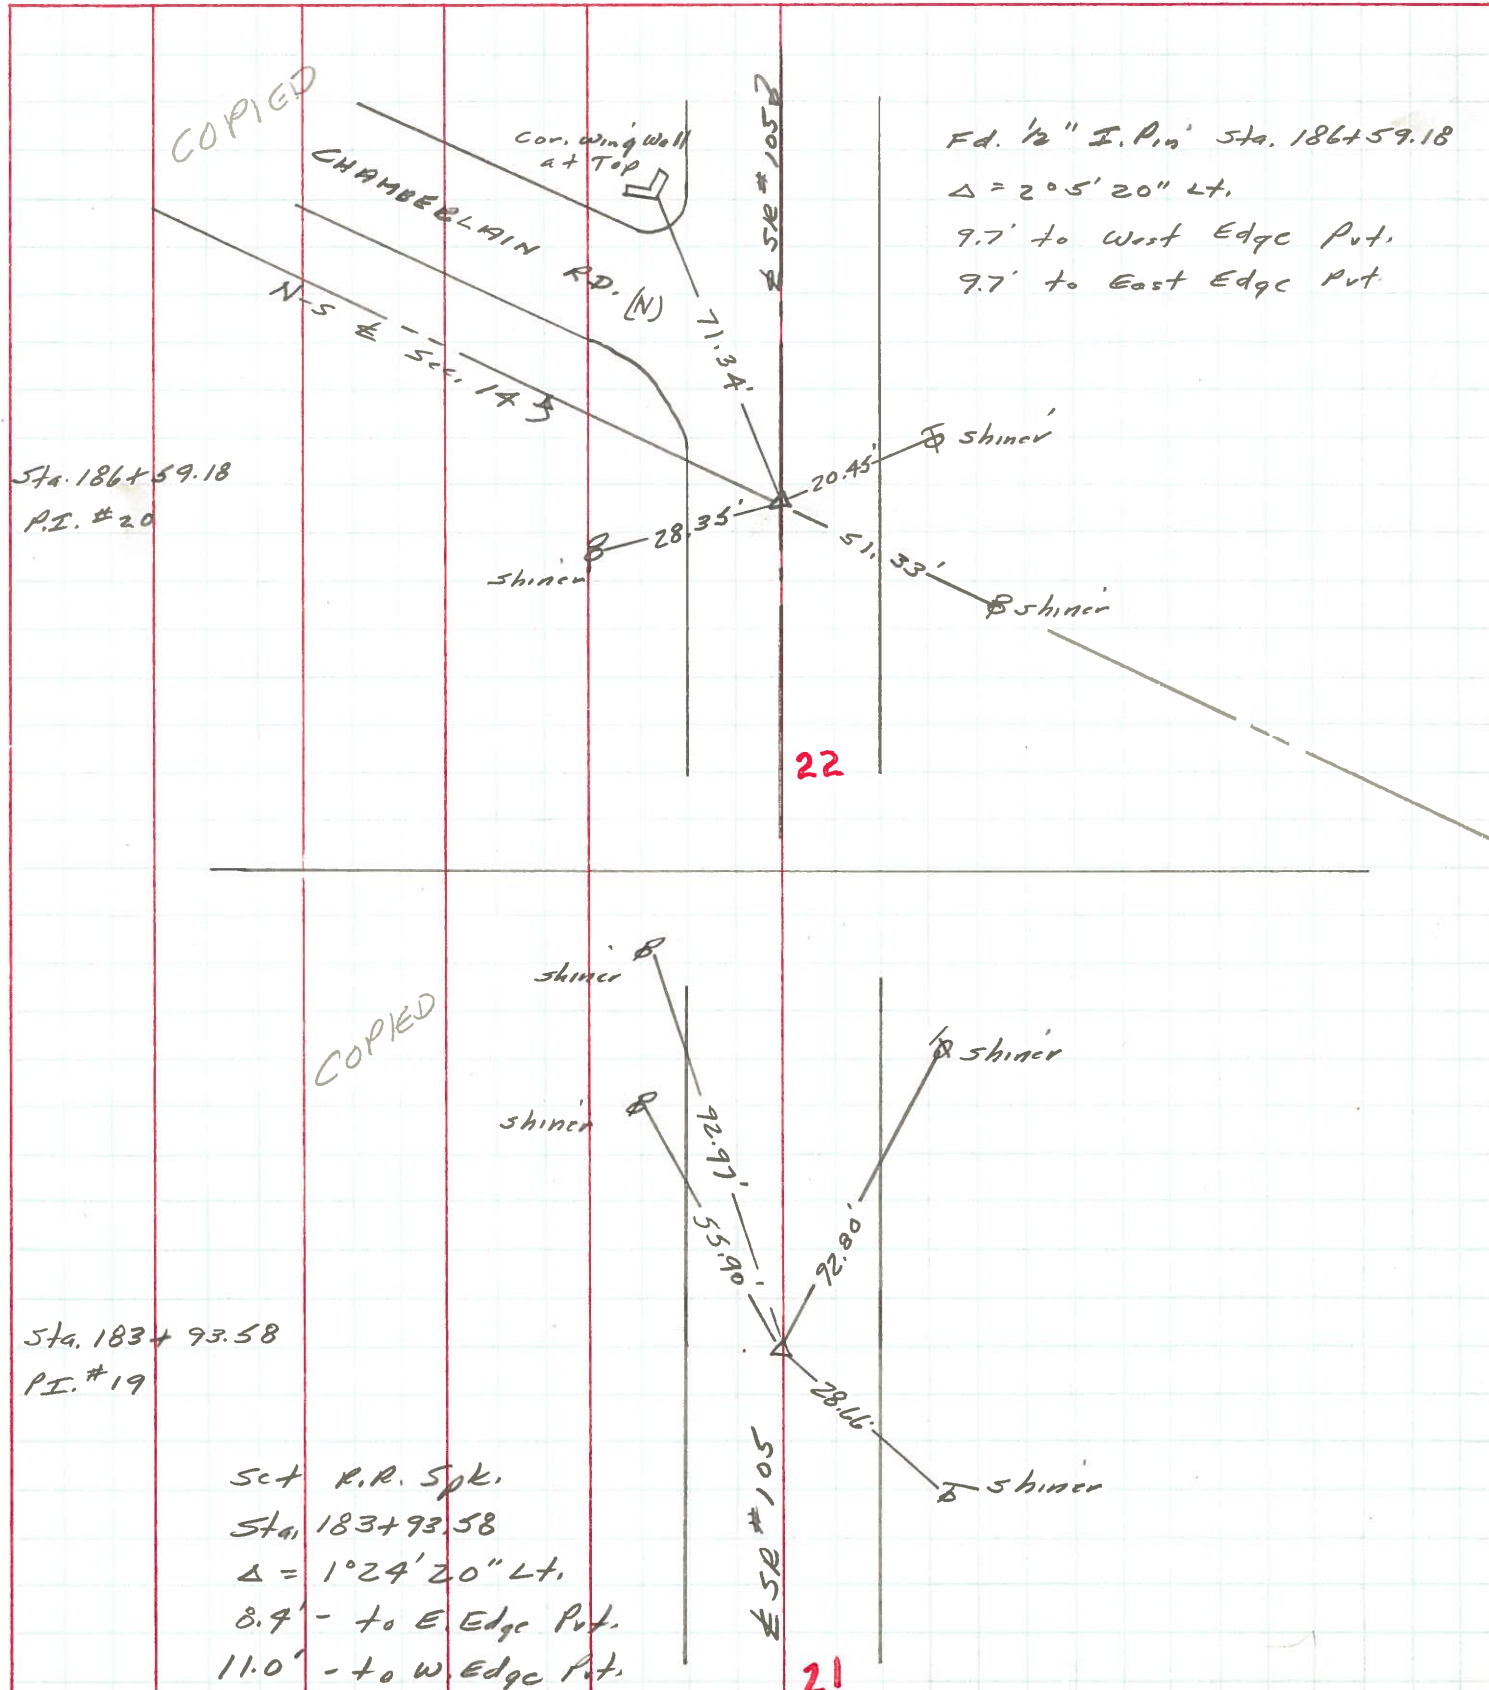 COPIED
Cor. Wing Wall
at Top
℄ SR #105
Fd. 1/2" I. Pin Sta. 186+59.18
Δ = 2°5'20" Lt.
9.7' to West Edge Pvt.
9.7' to East Edge Pvt.
CHAMBERLAIN RD. (N)
N-S ℄ Sec. 14
71.34'
shiner
20.45'
Sta. 186+59.18
P.I. #20
28.35'
shiner
51.33'
shiner
22
shiner
COPIED
shiner
shiner
92.97'
55.90'
92.80'
Sta. 183+93.58
P.I. #19
28.66'
shiner
℄ SR #105
Set R.R. Spk.
Sta. 183+93.58
Δ = 1°24'20" Lt.
8.4' - to E. Edge Pvt.
11.0' - to W. Edge Pvt.
21